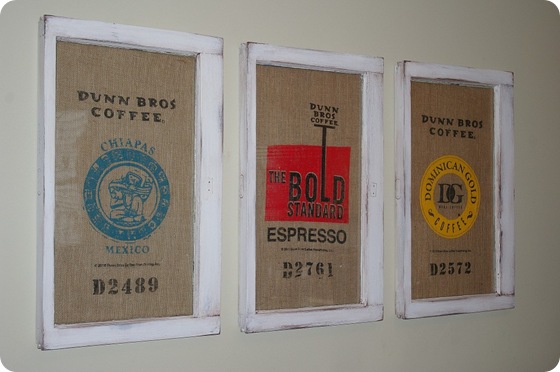 DUNN BROS
COFFEE
CHIAPAS
MEXICO
D2489
DUNN
BROS
COFFEE
THE BOLD
STANDARD
ESPRESSO
D2761
DUNN BROS
COFFEE
DOMINICAN GOLD
DG
COFFEE
D2572